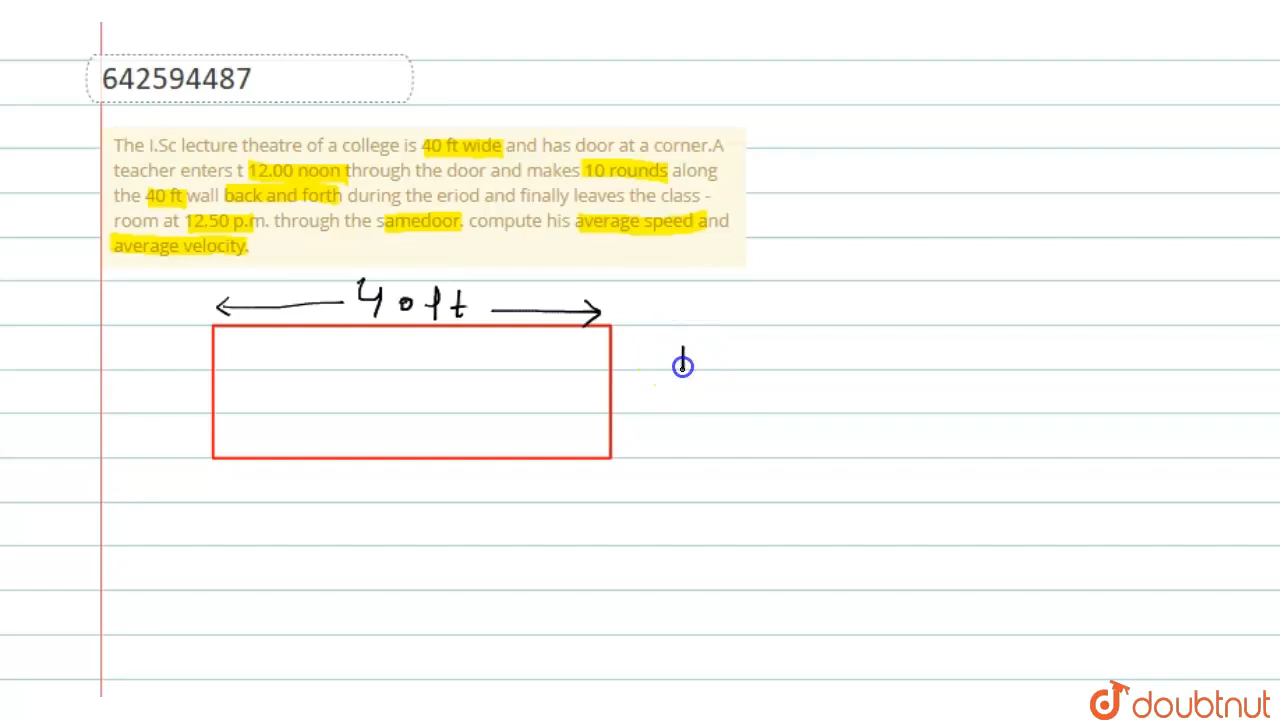 642594487
The I.Sc lecture theatre of a college is 40 ft wide and has door at a corner.A
teacher enters t 12.00 noon through the door and makes 10 rounds along
the 40 ft wall back and forth during the eriod and finally leaves the class -
room at 12.50 p.m. through the samedoor. compute his average speed and
average velocity.
40ft
doubtnut